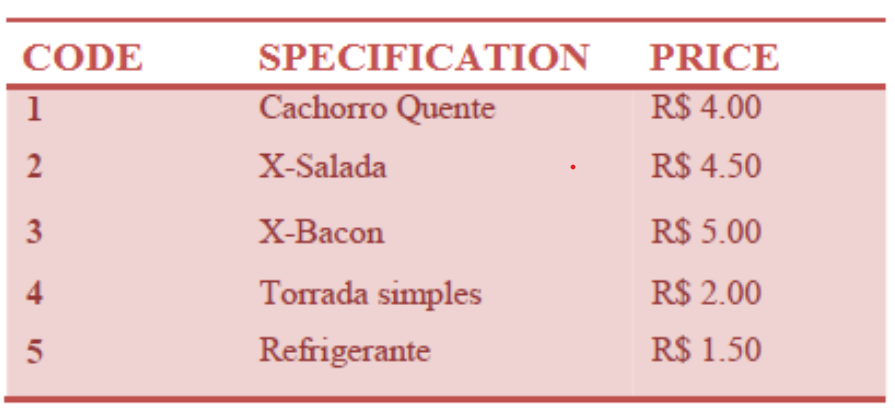 CODE SPECIFICATION PRICE
1 Cachorro Quente R$ 4.00
2 X-Salada R$ 4.50
3 X-Bacon R$ 5.00
4 Torrada simples R$ 2.00
5 Refrigerante R$ 1.50